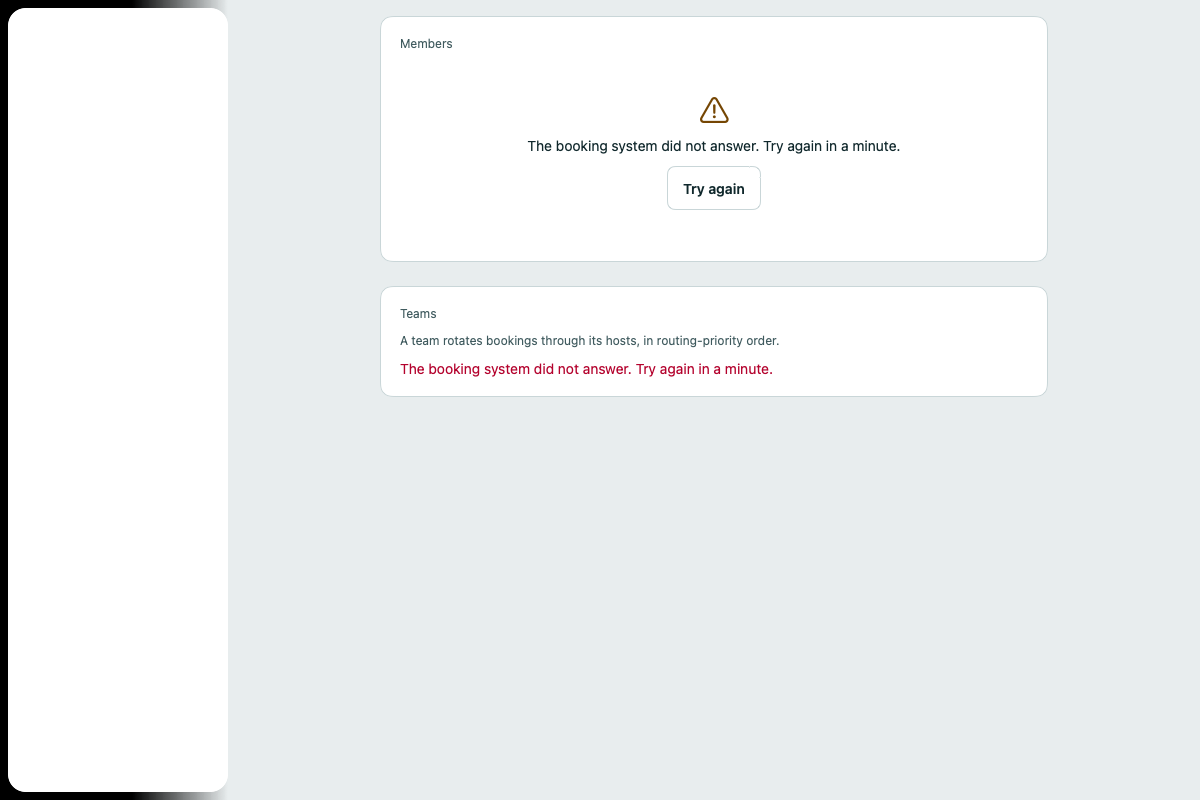 Members
The booking system did not answer. Try again in a minute.
Try again
Teams
A team rotates bookings through its hosts, in routing-priority order.
The booking system did not answer. Try again in a minute.